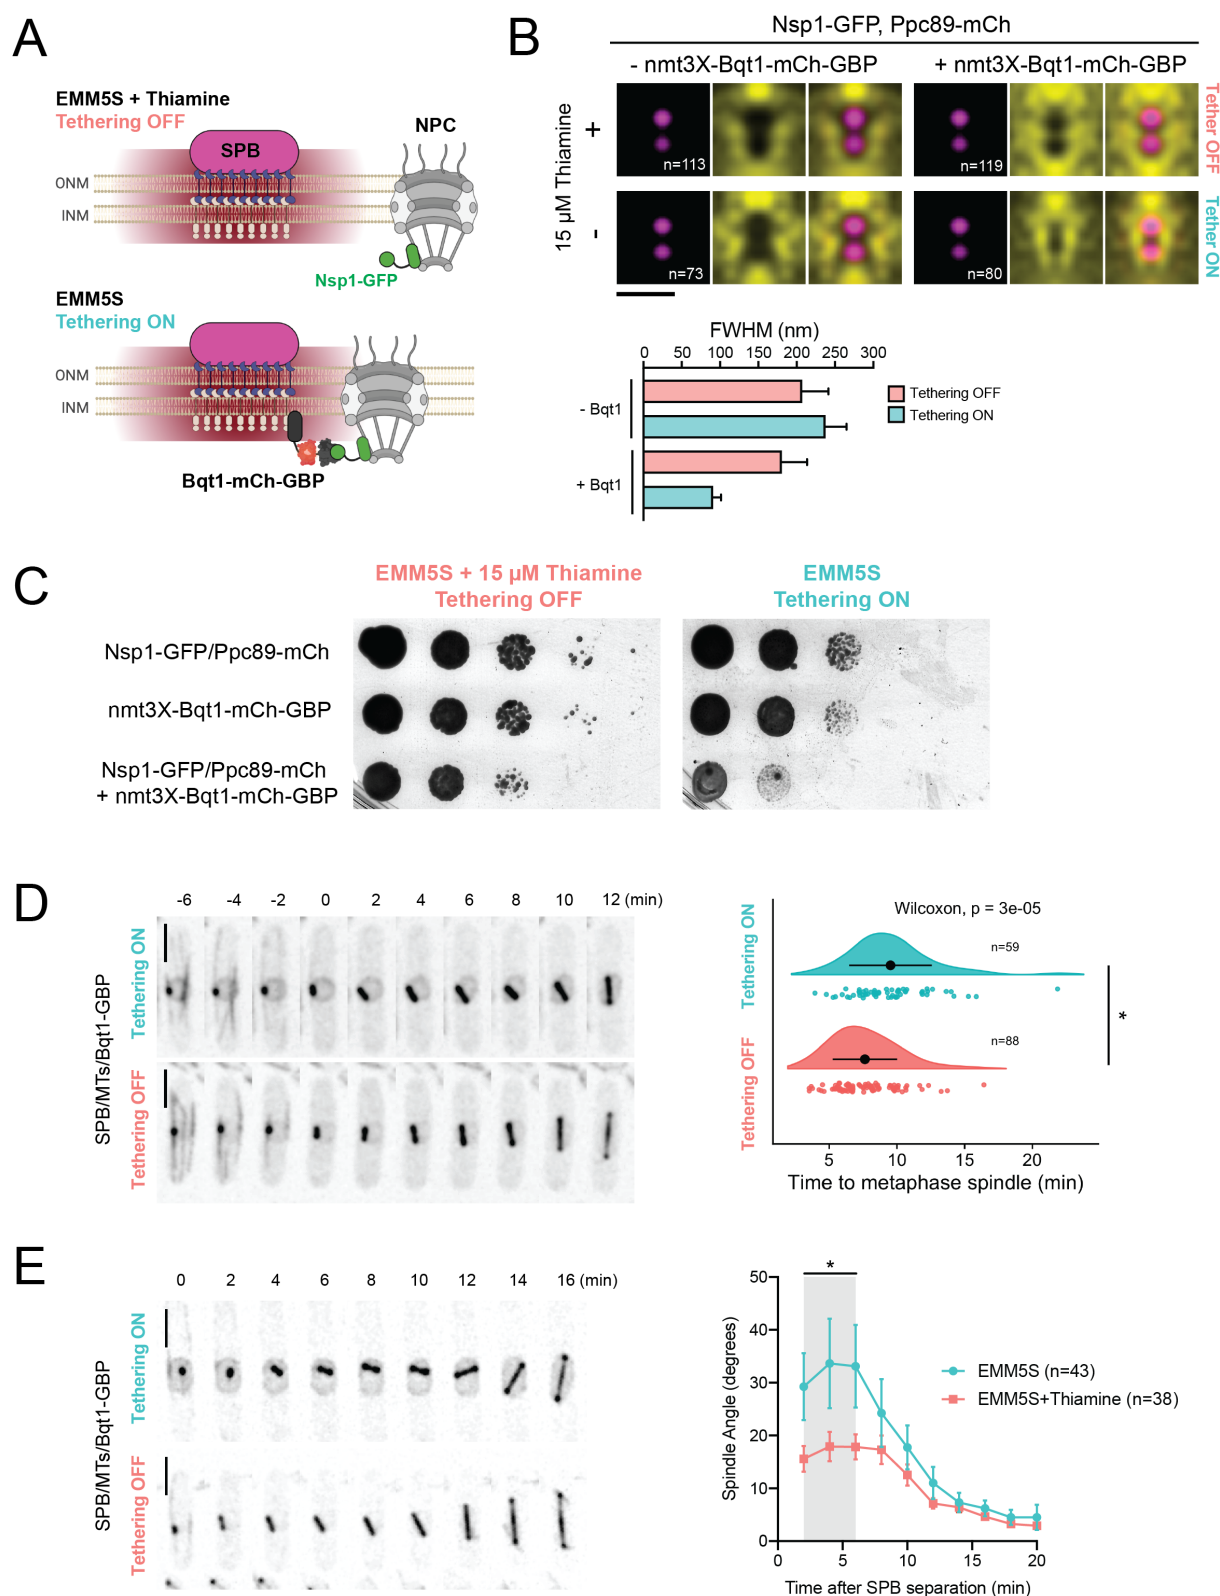 A
EMM5S + Thiamine
Tethering OFF
SPB
NPC
ONM
INM
Nsp1-GFP
EMM5S
Tethering ON
ONM
INM
Bqt1-mCh-GBP
B
Nsp1-GFP, Ppc89-mCh
- nmt3X-Bqt1-mCh-GBP
+ nmt3X-Bqt1-mCh-GBP
15 µM Thiamine
+
-
n=113
n=119
Tether OFF
n=73
n=80
Tether ON
FWHM (nm)
0 50 100 150 200 250 300
- Bqt1
+ Bqt1
Tethering OFF
Tethering ON
C
EMM5S + 15 µM Thiamine
Tethering OFF
EMM5S
Tethering ON
Nsp1-GFP/Ppc89-mCh
nmt3X-Bqt1-mCh-GBP
Nsp1-GFP/Ppc89-mCh
+ nmt3X-Bqt1-mCh-GBP
D
-6 -4 -2 0 2 4 6 8 10 12 (min)
SPB/MTs/Bqt1-GBP
Tethering ON
Tethering OFF
Wilcoxon, p = 3e-05
Tethering ON
n=59
*
Tethering OFF
n=88
5 10 15 20
Time to metaphase spindle (min)
E
0 2 4 6 8 10 12 14 16 (min)
SPB/MTs/Bqt1-GBP
Tethering ON
Tethering OFF
*
Spindle Angle (degrees)
50
40
30
20
10
0
EMM5S (n=43)
EMM5S+Thiamine (n=38)
0 5 10 15 20
Time after SPB separation (min)